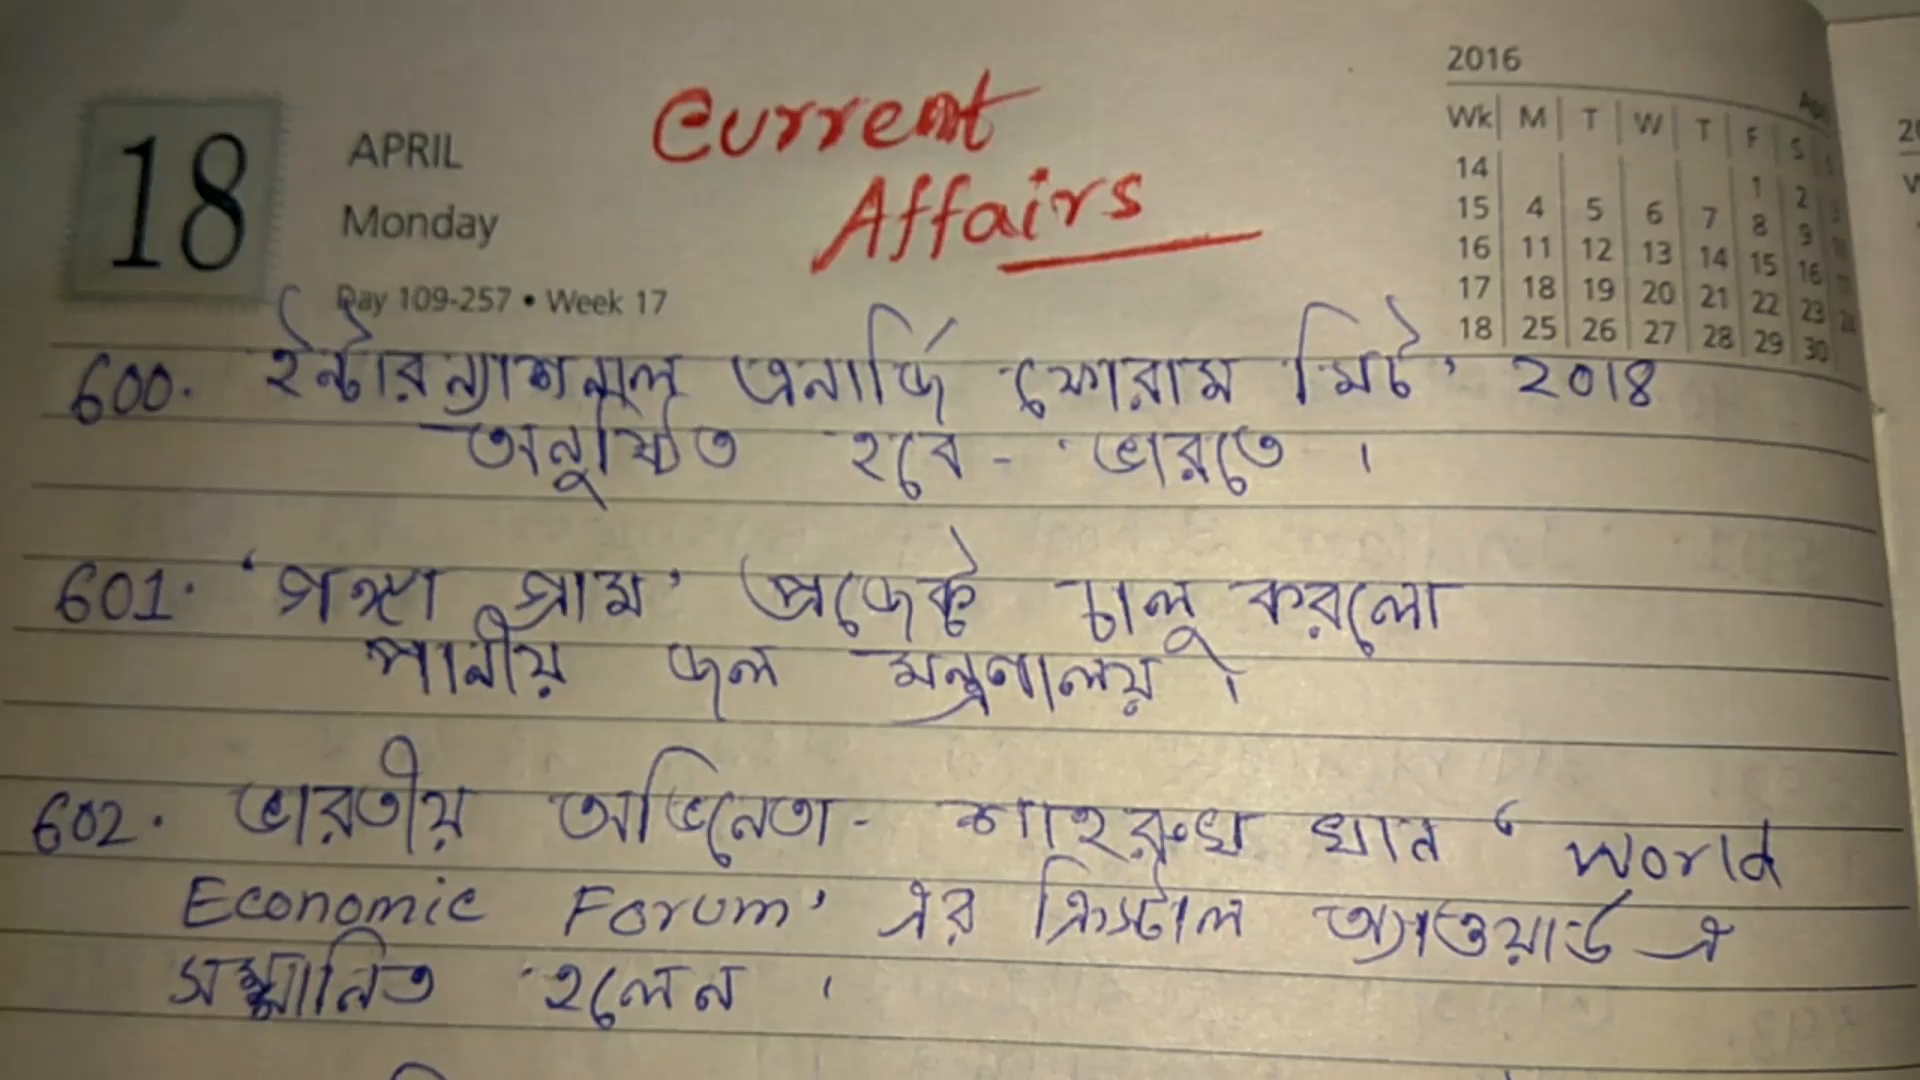 18
APRIL
Monday
Day 109-257 • Week 17
Current
Affairs
2016
Wk M T W T F S
14 1 2
15 4 5 6 7 8 9
16 11 12 13 14 15 16
17 18 19 20 21 22 23
18 25 26 27 28 29 30
600. ইন্টারন্যাশনাল এনার্জি ফোরাম মিট' ২০১৪
অনুষ্ঠিত হবে - ভারতে ।
601. 'গঙ্গা গ্রাম' প্রজেক্ট চালু করলো
পানীয় জল মন্ত্রণালয় ।
602. ভারতীয় অভিনেতা - শাহরুখ খান ‘ World
Economic Forum' এর ক্রিস্টাল অ্যাওয়ার্ড এ
সম্মানিত হলেন ।